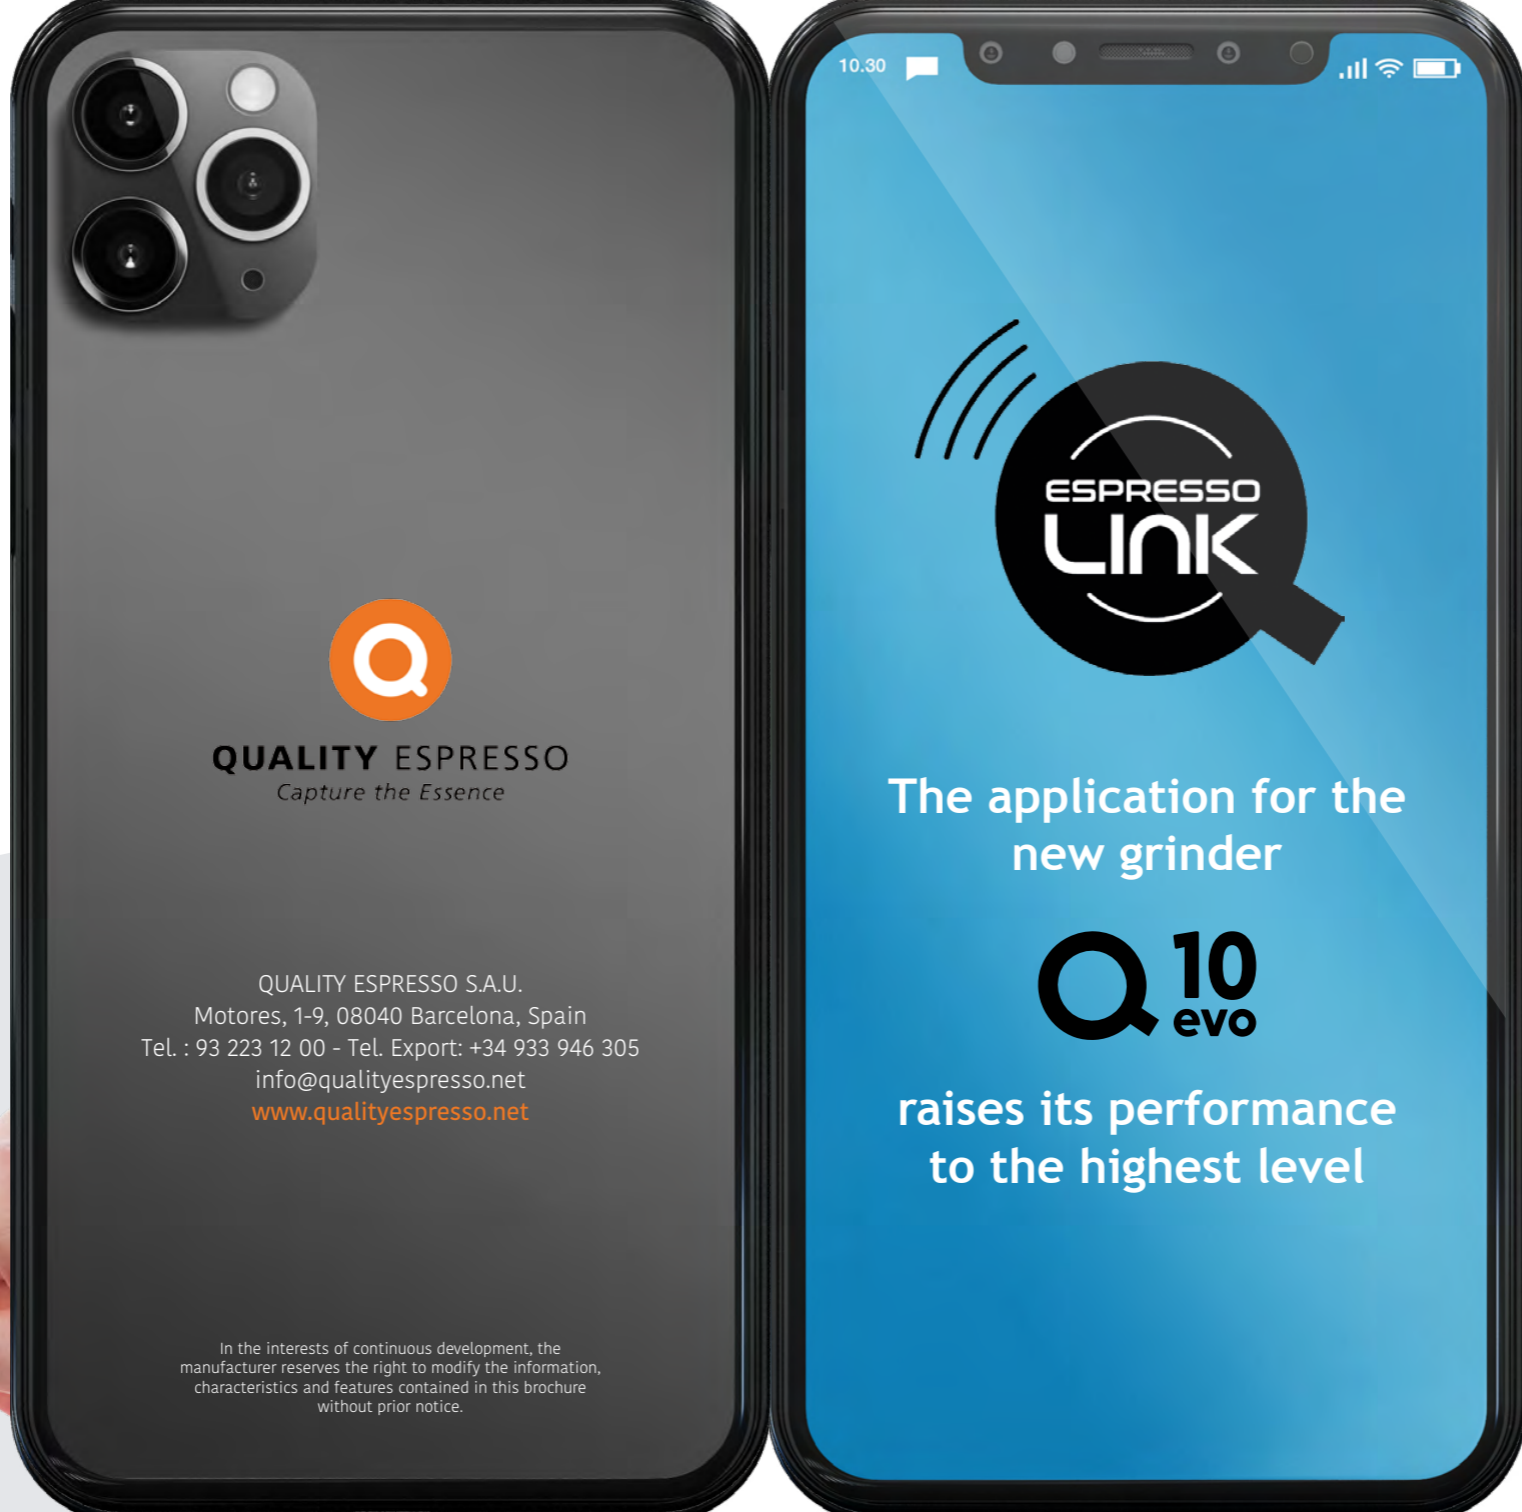 QUALITY ESPRESSO
Capture the Essence
QUALITY ESPRESSO S.A.U.
Motores, 1-9, 08040 Barcelona, Spain
Tel. : 93 223 12 00 - Tel. Export: +34 933 946 305
info@qualityespresso.net
www.qualityespresso.net
In the interests of continuous development, the
manufacturer reserves the right to modify the information,
characteristics and features contained in this brochure
without prior notice.
10.30
ESPRESSO
LINK
The application for the
new grinder
Q 10
evo
raises its performance
to the highest level